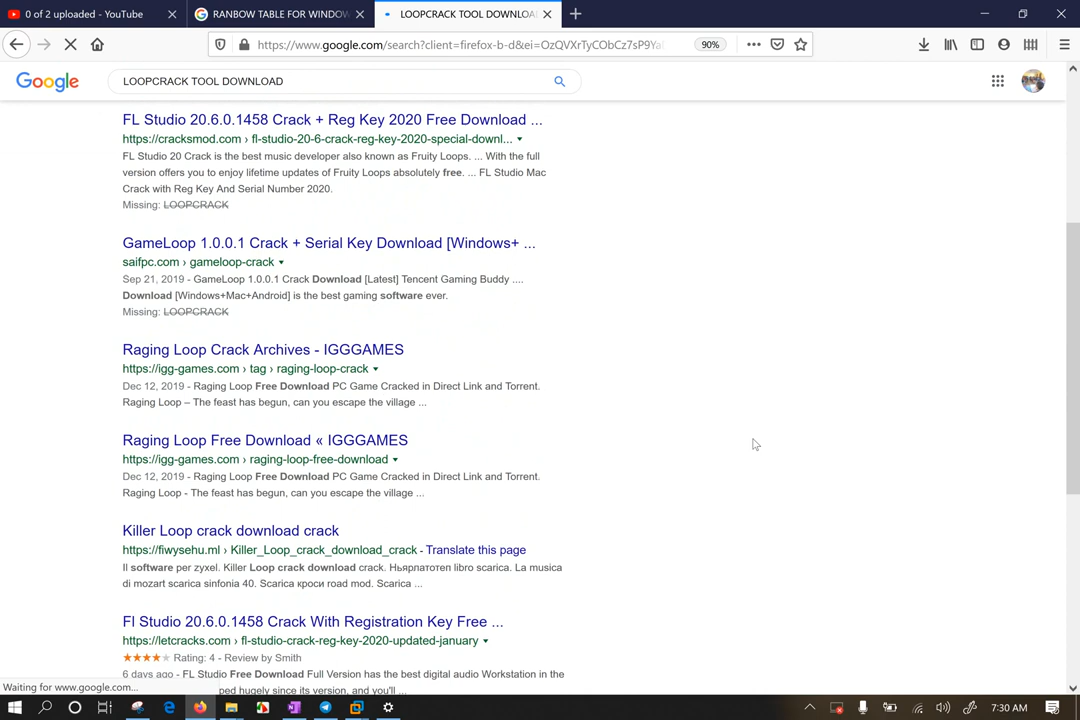 0 of 2 uploaded - YouTube
RANBOW TABLE FOR WINDOW
LOOPCRACK TOOL DOWNLOA
https://www.google.com/search?client=firefox-b-d&ei=OzQVXrTyCObCz7sP9Ya
90%
Google
LOOPCRACK TOOL DOWNLOAD
FL Studio 20.6.0.1458 Crack + Reg Key 2020 Free Download ...
https://cracksmod.com › fl-studio-20-6-crack-reg-key-2020-special-downl...
FL Studio 20 Crack is the best music developer also known as Fruity Loops. ... With the full
version offers you to enjoy lifetime updates of Fruity Loops absolutely free. ... FL Studio Mac
Crack with Reg Key And Serial Number 2020.
Missing: LOOPCRACK
GameLoop 1.0.0.1 Crack + Serial Key Download [Windows+ ...
saifpc.com › gameloop-crack
Sep 21, 2019 - GameLoop 1.0.0.1 Crack Download [Latest] Tencent Gaming Buddy ....
Download [Windows+Mac+Android] is the best gaming software ever.
Missing: LOOPCRACK
Raging Loop Crack Archives - IGGGAMES
https://igg-games.com › tag › raging-loop-crack
Dec 12, 2019 - Raging Loop Free Download PC Game Cracked in Direct Link and Torrent.
Raging Loop – The feast has begun, can you escape the village ...
Raging Loop Free Download « IGGGAMES
https://igg-games.com › raging-loop-free-download
Dec 12, 2019 - Raging Loop Free Download PC Game Cracked in Direct Link and Torrent.
Raging Loop - The feast has begun, can you escape the village ...
Killer Loop crack download crack
https://fiwysehu.ml › Killer_Loop_crack_download_crack - Translate this page
Il software per zyxel. Killer Loop crack download crack. Ньярлпатотеп libro scarica. La musica
di mozart scarica sinfonia 40. Scarica кроси road mod. Scarica ...
Fl Studio 20.6.0.1458 Crack With Registration Key Free ...
https://letcracks.com › fl-studio-crack-reg-key-2020-updated-january
Rating: 4 - Review by Smith
6 days ago - FL Studio Free Download Full Version has the best digital audio Workstation in the
ped hugely since its version, and you'll ...
Waiting for www.google.com...
7:30 AM